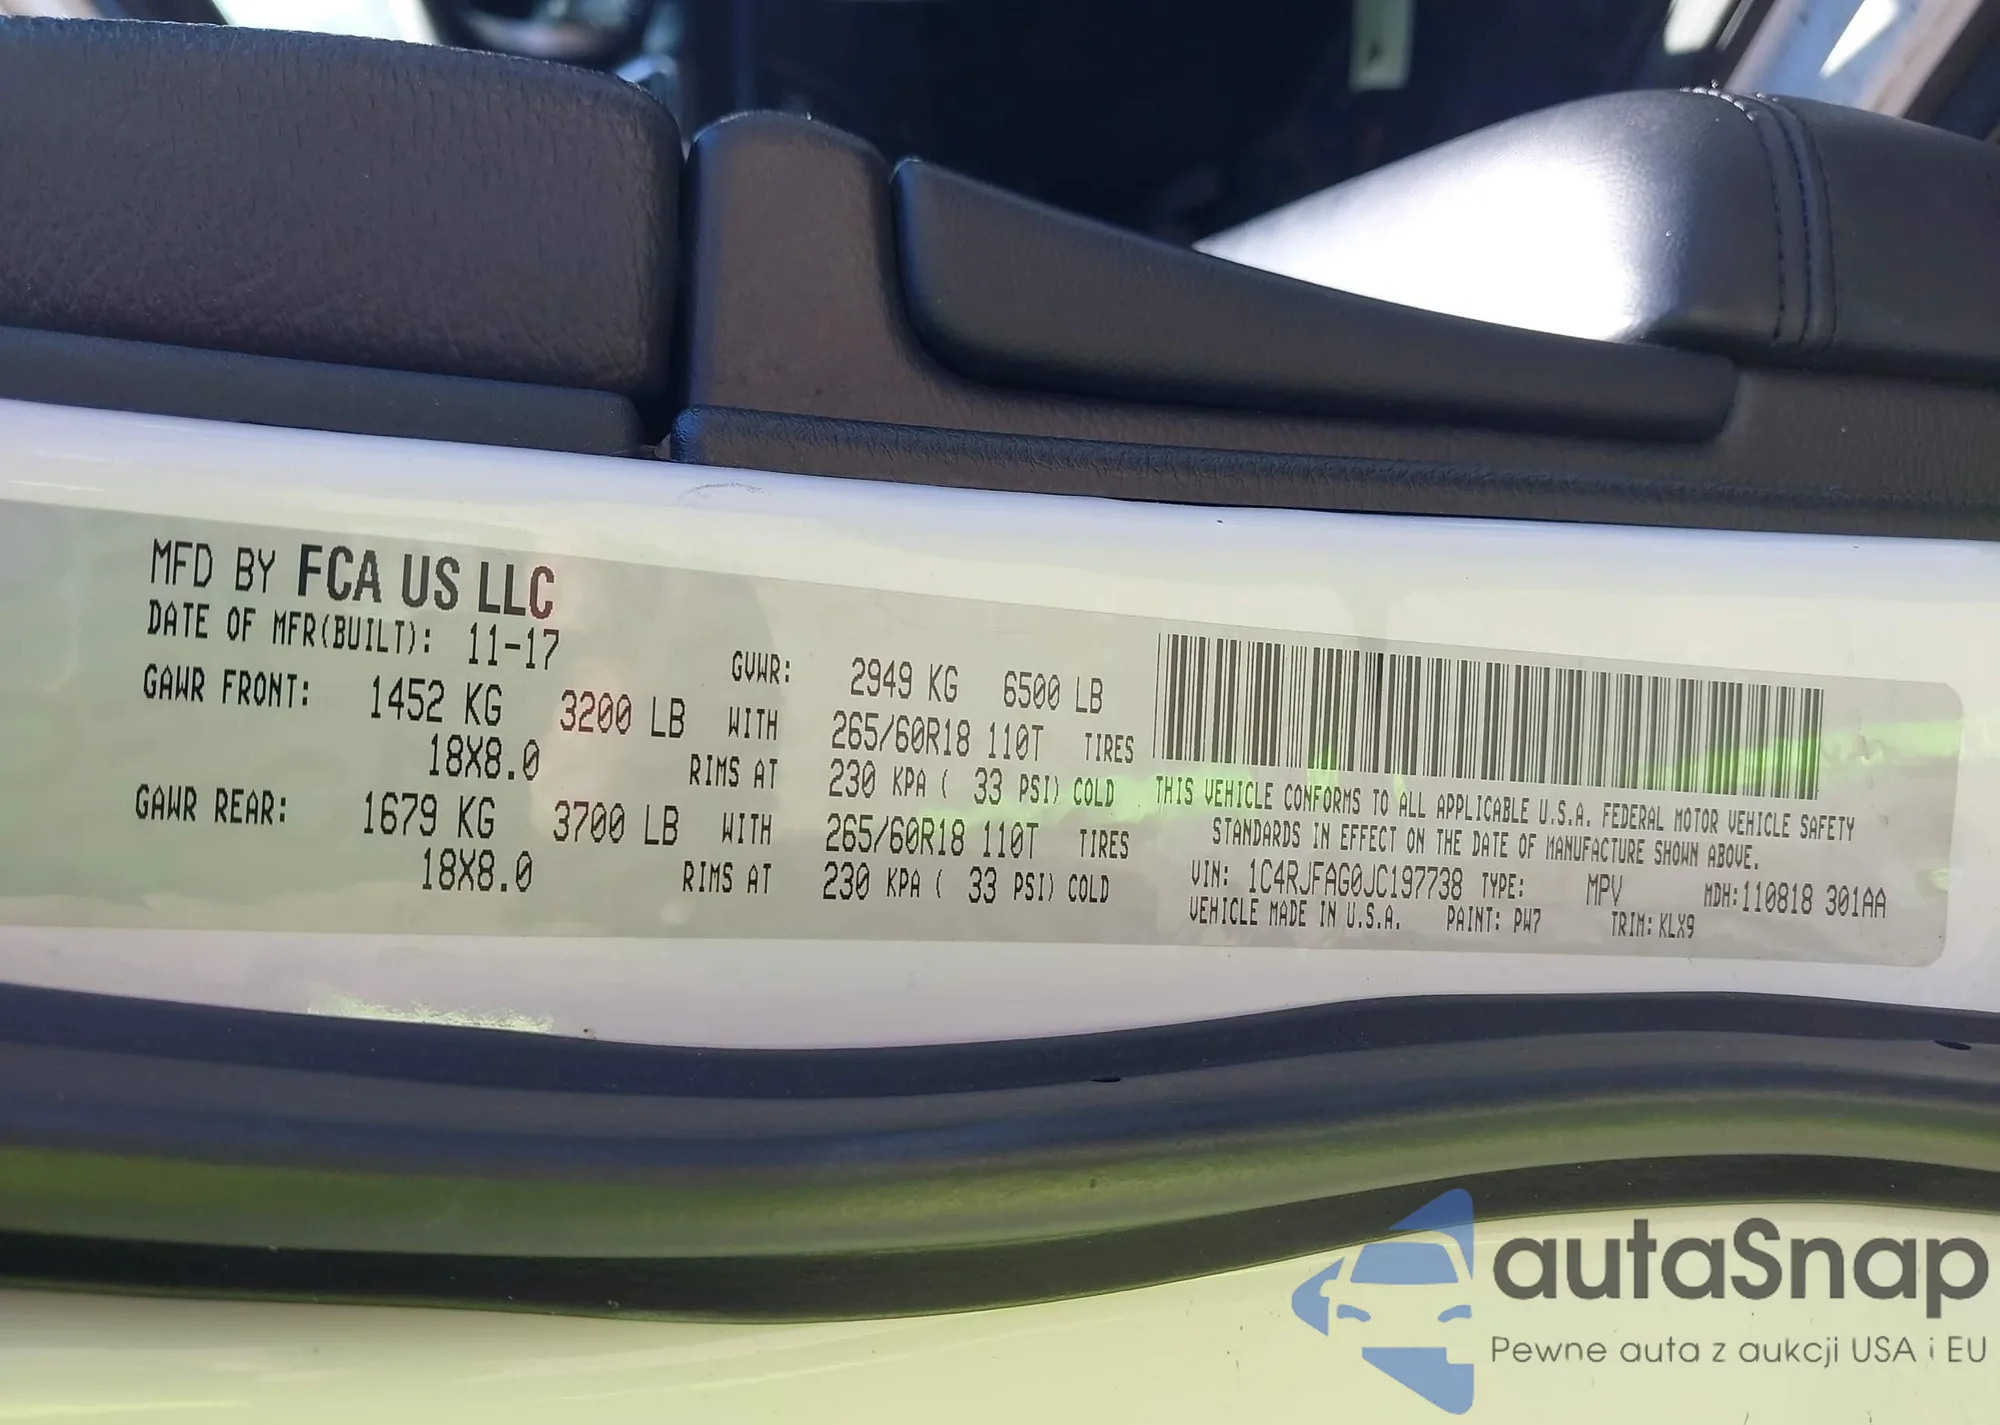 MFD BY FCA US LLC
DATE OF MFR(BUILT): 11-17
GVWR: 2949 KG 6500 LB
GAWR FRONT: 1452 KG 3200 LB WITH 265/60R18 110T TIRES
18X8.0 RIMS AT 230 KPA ( 33 PSI) COLD
GAWR REAR: 1679 KG 3700 LB WITH 265/60R18 110T TIRES
18X8.0 RIMS AT 230 KPA ( 33 PSI) COLD
THIS VEHICLE CONFORMS TO ALL APPLICABLE U.S.A. FEDERAL MOTOR VEHICLE SAFETY
STANDARDS IN EFFECT ON THE DATE OF MANUFACTURE SHOWN ABOVE.
VIN: 1C4RJFAG0JC197738 TYPE: MPV MDH:110818 301AA
VEHICLE MADE IN U.S.A. PAINT: PW7 TRIM: KLX9
autaSnap
Pewne auta z aukcji USA i EU